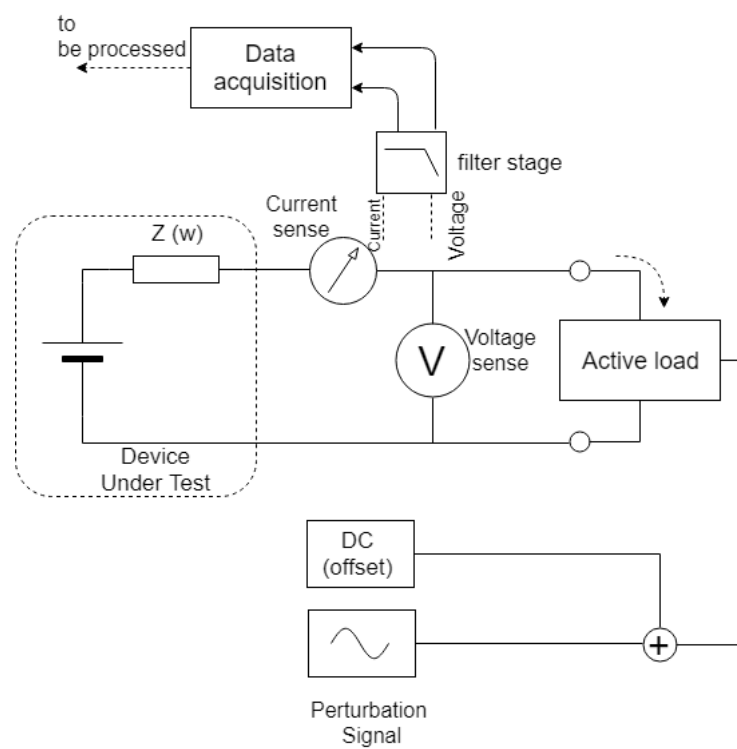 to
be processed
Data
acquisition
filter stage
Current
Voltage
Current
sense
Z (w)
V
Voltage
sense
Active load
Device
Under Test
DC
(offset)
+
Perturbation
Signal